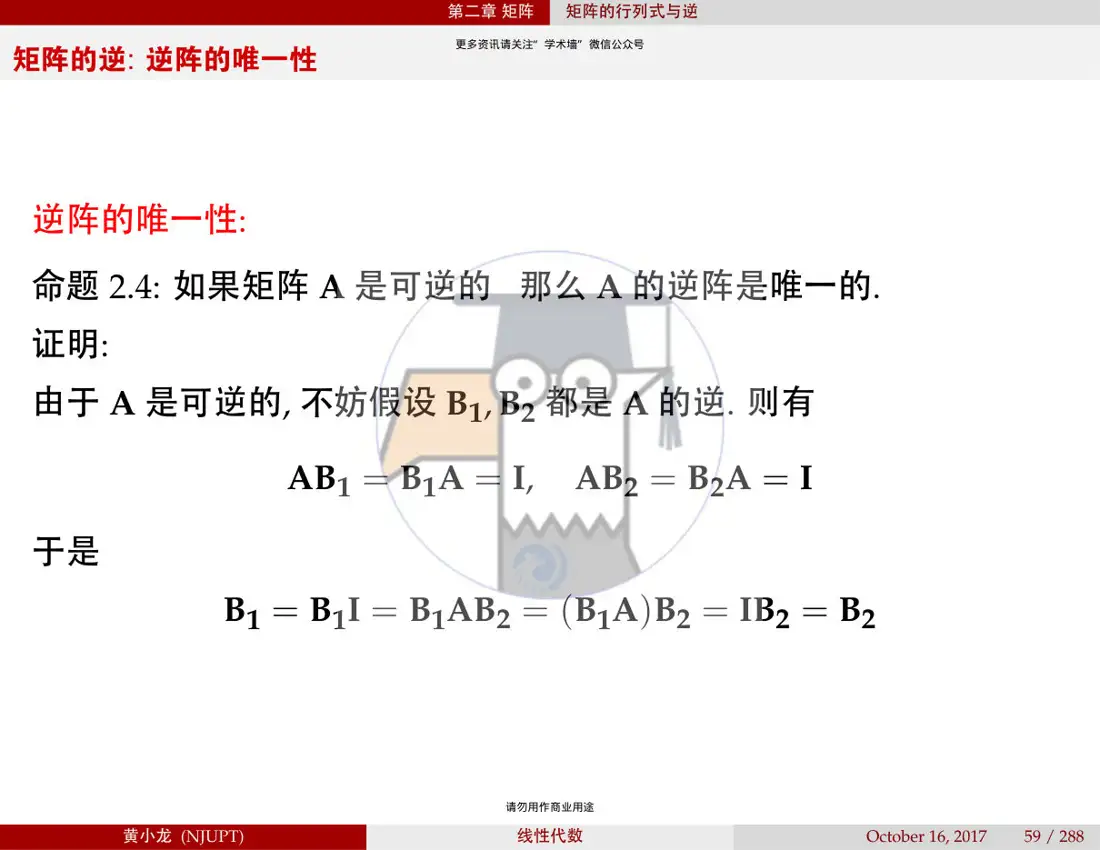 第二章 矩阵 矩阵的行列式与逆
更多资讯请关注“学术墙”微信公众号
矩阵的逆: 逆阵的唯一性
逆阵的唯一性:
命题 2.4: 如果矩阵 A 是可逆的 那么 A 的逆阵是唯一的.
证明:
由于 A 是可逆的, 不妨假设 B₁, B₂ 都是 A 的逆. 则有
AB₁ = B₁A = I, AB₂ = B₂A = I
于是
B₁ = B₁I = B₁AB₂ = (B₁A)B₂ = IB₂ = B₂
请勿用作商业用途
黄小龙 (NJUPT) 线性代数 October 16, 2017 59 / 288